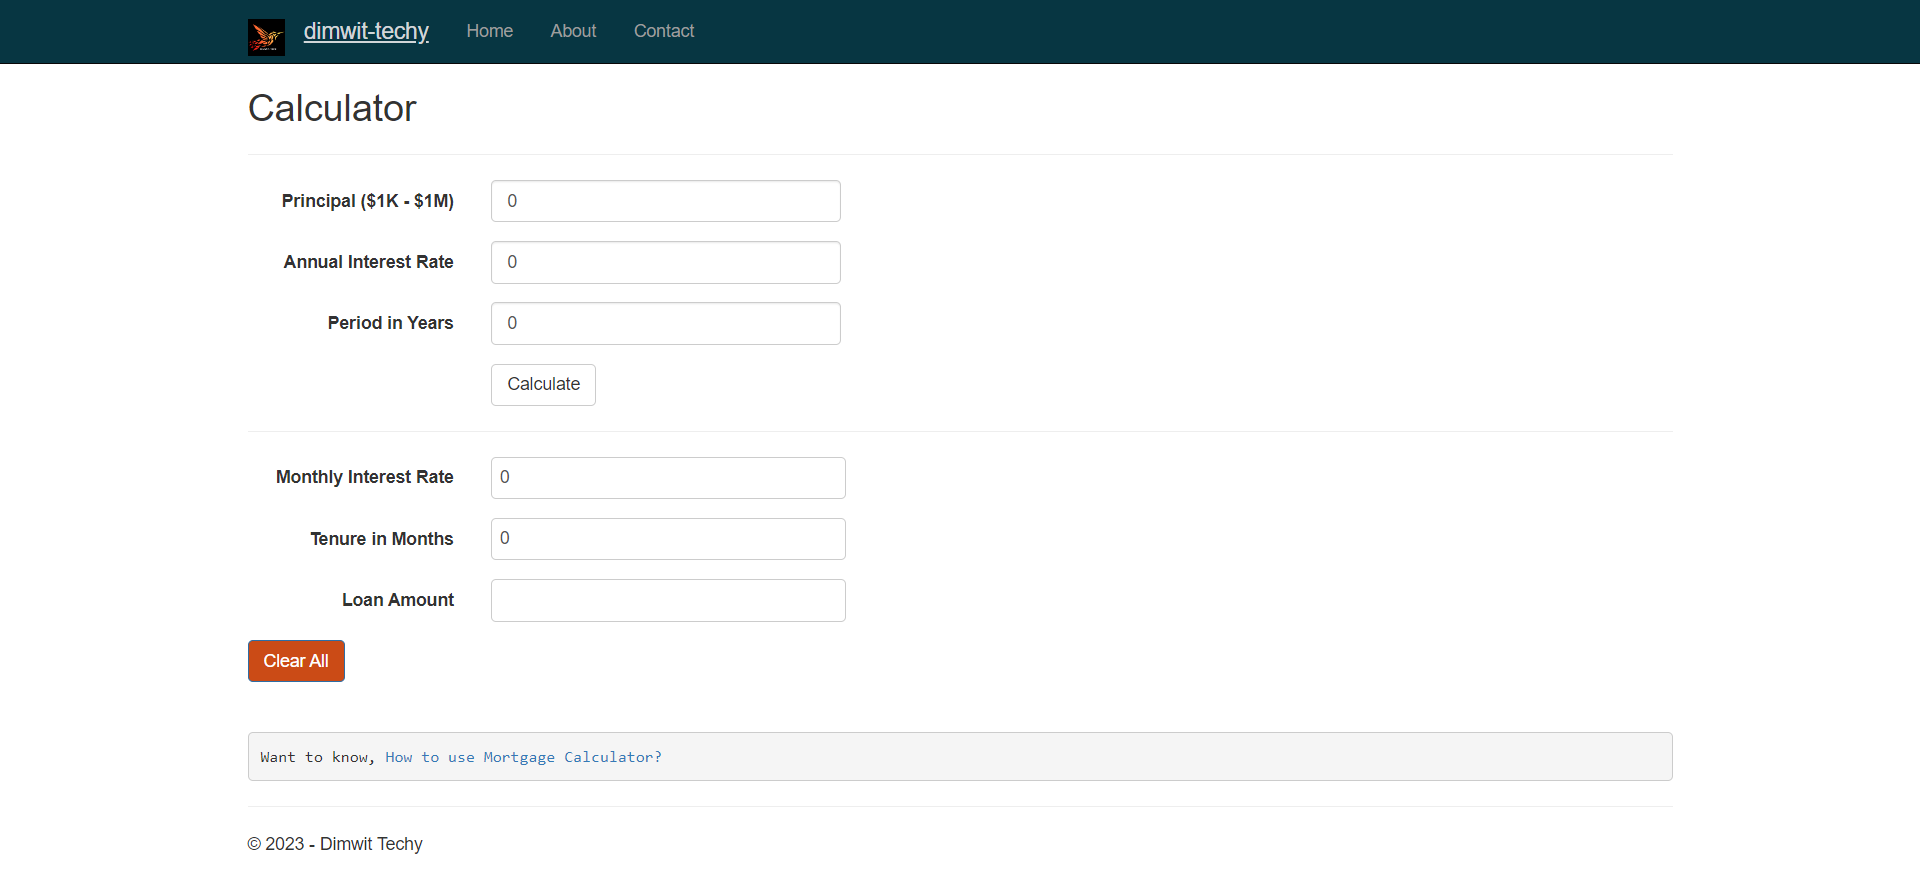 dimwit-techy Home About Contact
Calculator
Principal ($1K - $1M) 0
Annual Interest Rate 0
Period in Years 0
Calculate
Monthly Interest Rate 0
Tenure in Months 0
Loan Amount
Clear All
Want to know, How to use Mortgage Calculator?
© 2023 - Dimwit Techy